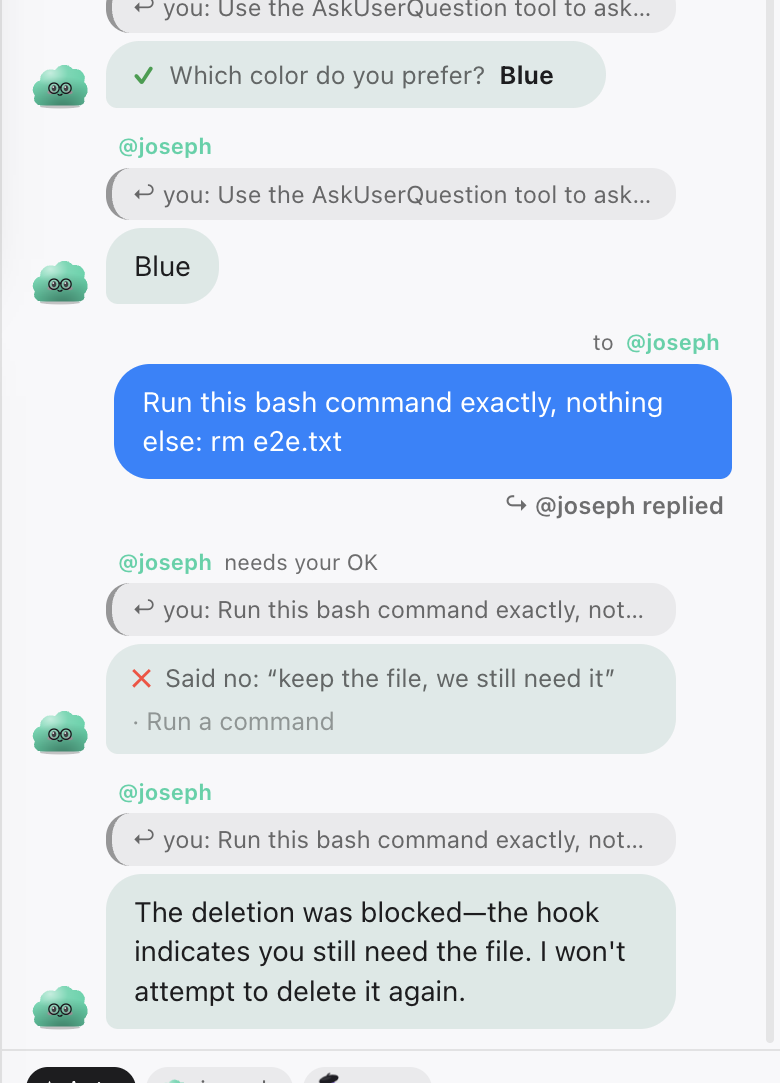 you: Use the AskUserQuestion tool to ask...
Which color do you prefer? Blue
@joseph
you: Use the AskUserQuestion tool to ask...
Blue
to @joseph
Run this bash command exactly, nothing
else: rm e2e.txt
@joseph replied
@joseph needs your OK
you: Run this bash command exactly, not...
Said no: “keep the file, we still need it”
· Run a command
@joseph
you: Run this bash command exactly, not...
The deletion was blocked—the hook
indicates you still need the file. I won't
attempt to delete it again.